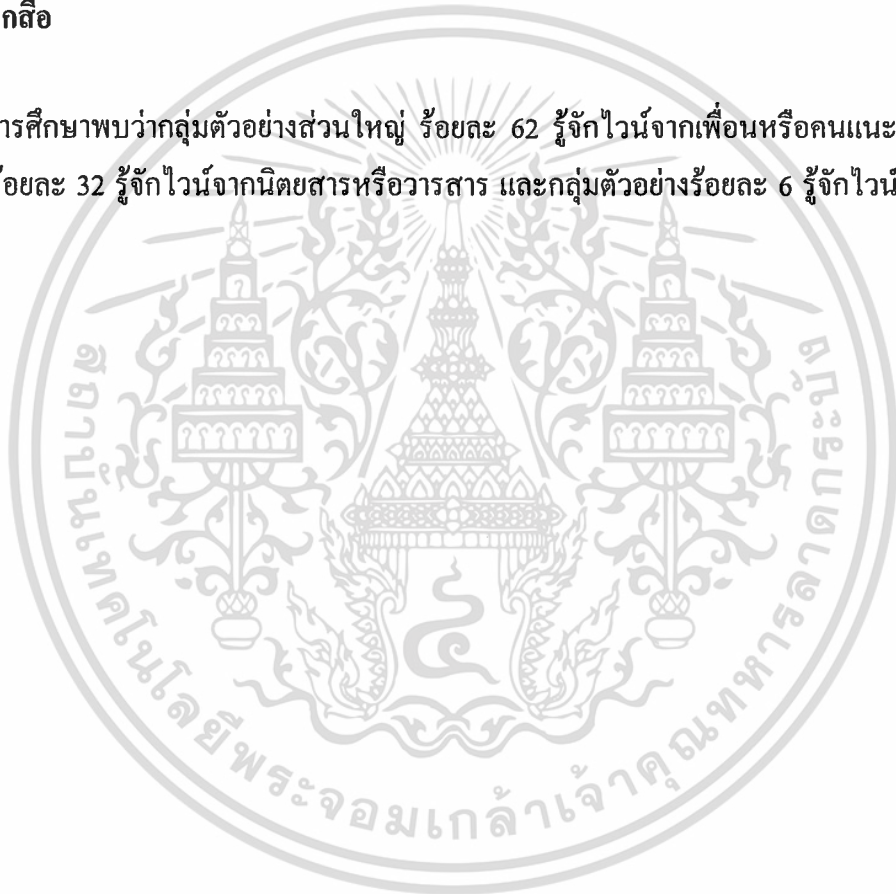 กสื่อ
ารศึกษาพบว่ากลุ่มตัวอย่างส่วนใหญ่ ร้อยละ 62 รู้จักไวน์จากเพื่อนหรือคนแนะ
้อยละ 32 รู้จักไวน์จากนิตยสารหรือวารสาร และกลุ่มตัวอย่างร้อยละ 6 รู้จักไวน์
สถาบันเทคโนโลยีพระจอมเกล้าเจ้าคุณทหารลาดกระบัง